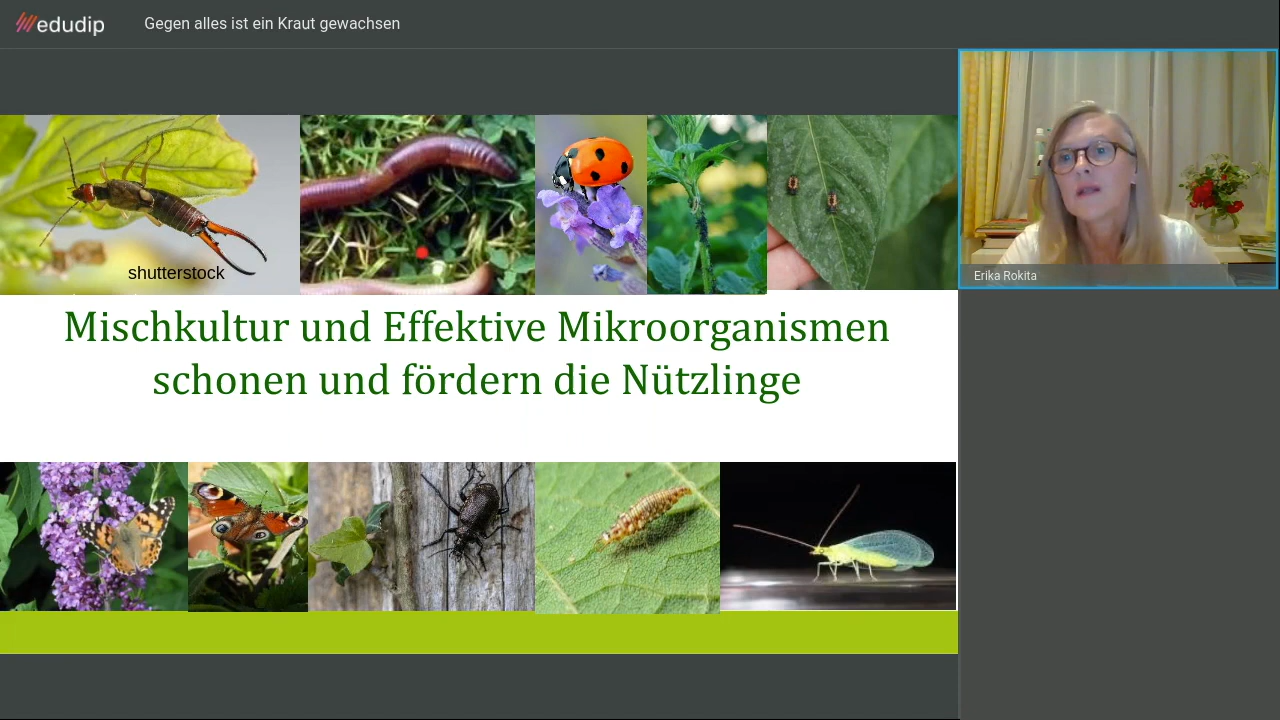 edudip
Gegen alles ist ein Kraut gewachsen
shutterstock
Mischkultur und Effektive Mikroorganismen
schonen und fördern die Nützlinge
Erika Rokita